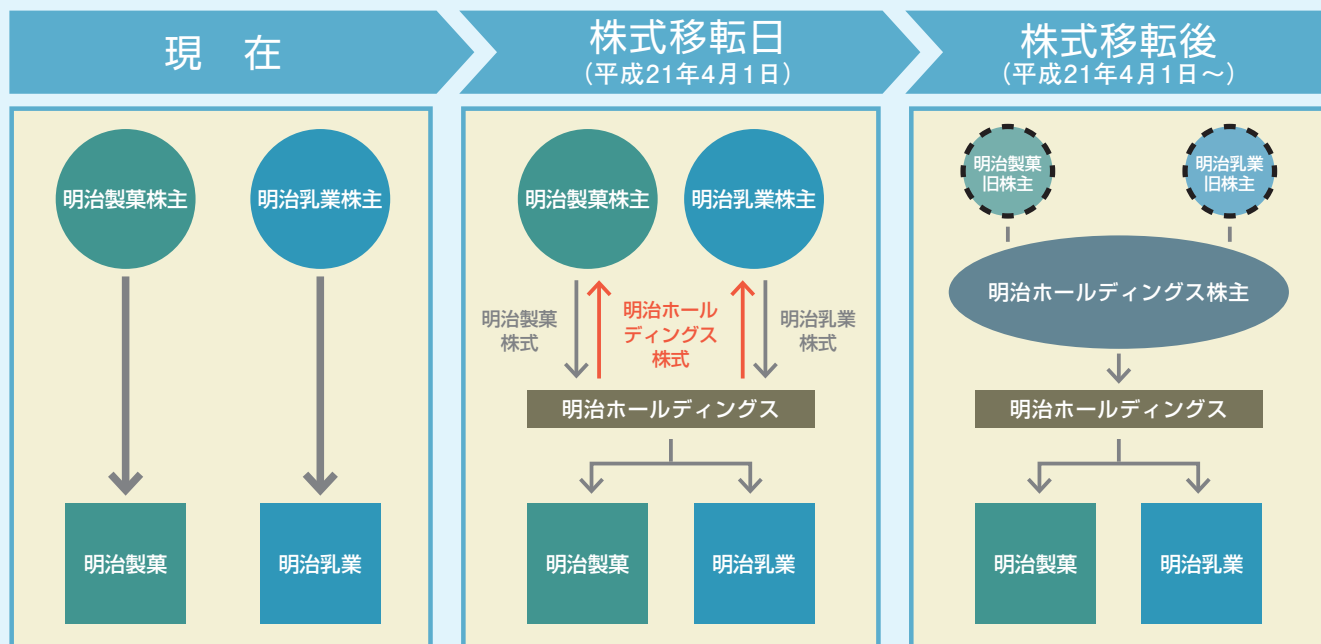 現　在
明治製菓株主
明治乳業株主
明治製菓
明治乳業
株式移転日
（平成21年4月1日）
明治製菓株主
明治乳業株主
明治製菓
株式
明治ホール
ディングス
株式
明治乳業
株式
明治ホールディングス
明治製菓
明治乳業
株式移転後
（平成21年4月1日～）
明治製菓
旧株主
明治乳業
旧株主
明治ホールディングス株主
明治ホールディングス
明治製菓
明治乳業